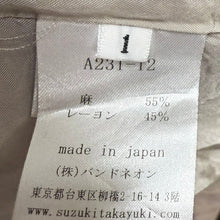 1
A231-12
麻 55%
レーヨン 45%
made in japan
(株)バンドネオン
東京都台東区柳橋2-16-14 3階
www.suzukitakayuki.com